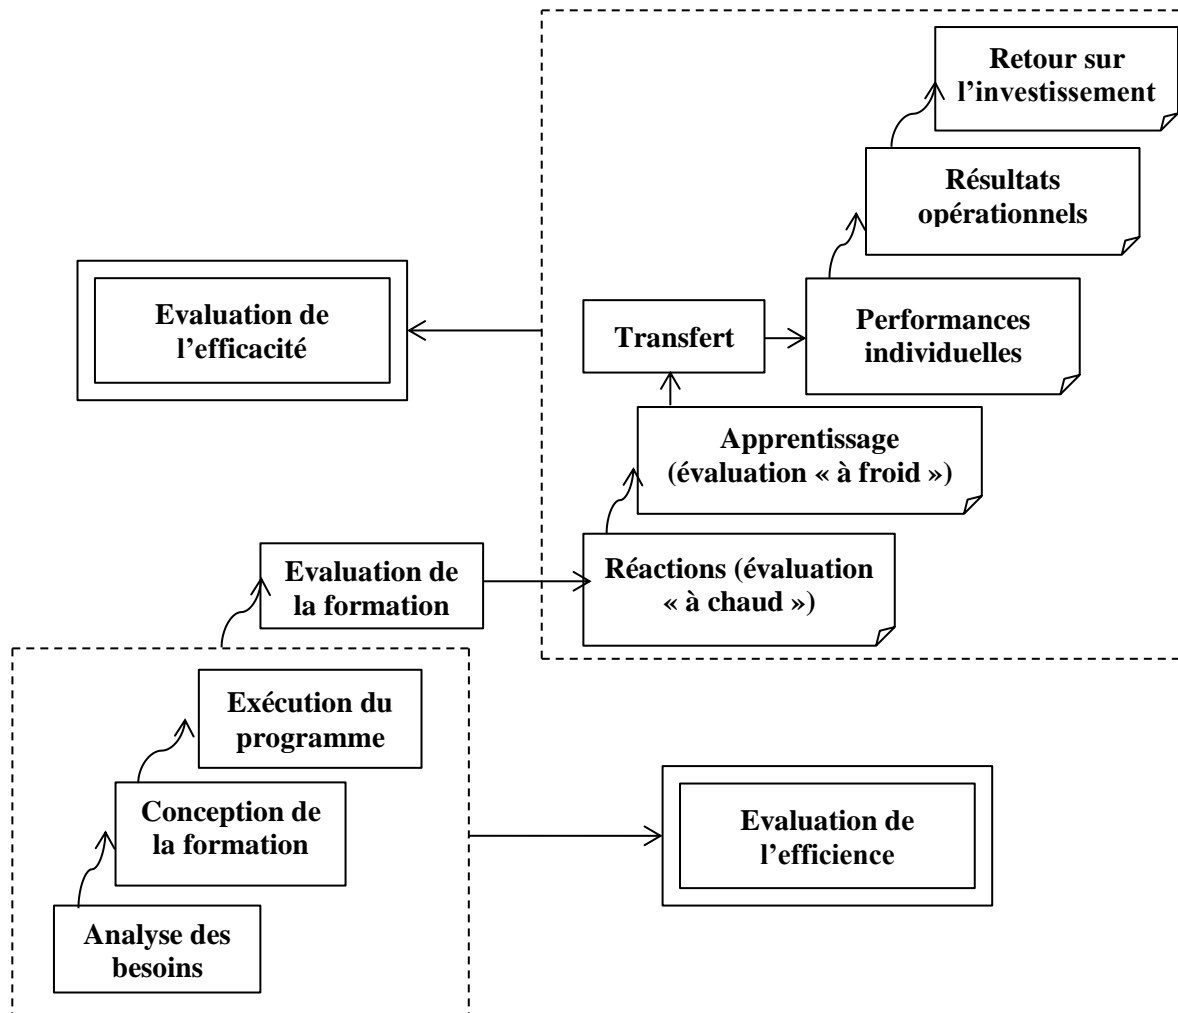 Retour sur
l’investissement
Résultats
opérationnels
Evaluation de
l’efficacité
Transfert
Performances
individuelles
Apprentissage
(évaluation « à froid »)
Evaluation de
la formation
Réactions (évaluation
« à chaud »)
Exécution du
programme
Conception de
la formation
Evaluation de
l’efficience
Analyse des
besoins